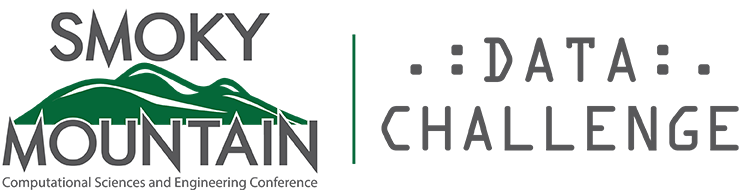 SMOKY
MOUNTAIN
Computational Sciences and Engineering Conference
.:DATA:.
CHALLENGE